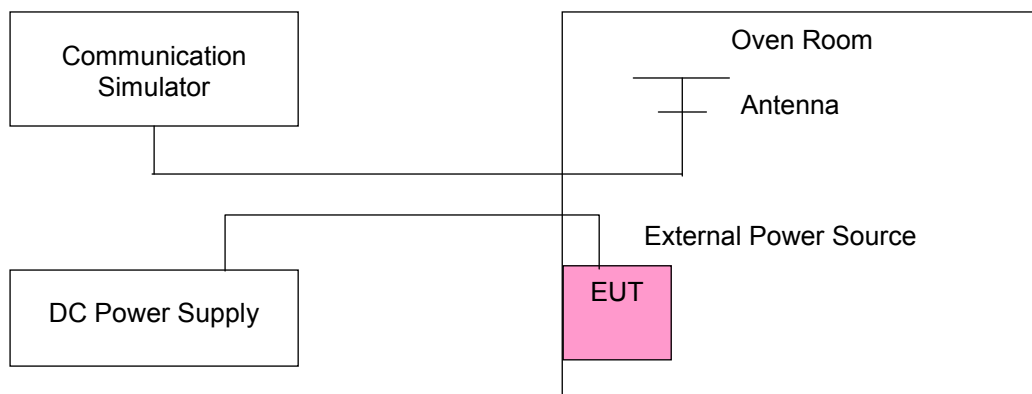 Communication
Simulator
Oven Room
Antenna
External Power Source
DC Power Supply
EUT